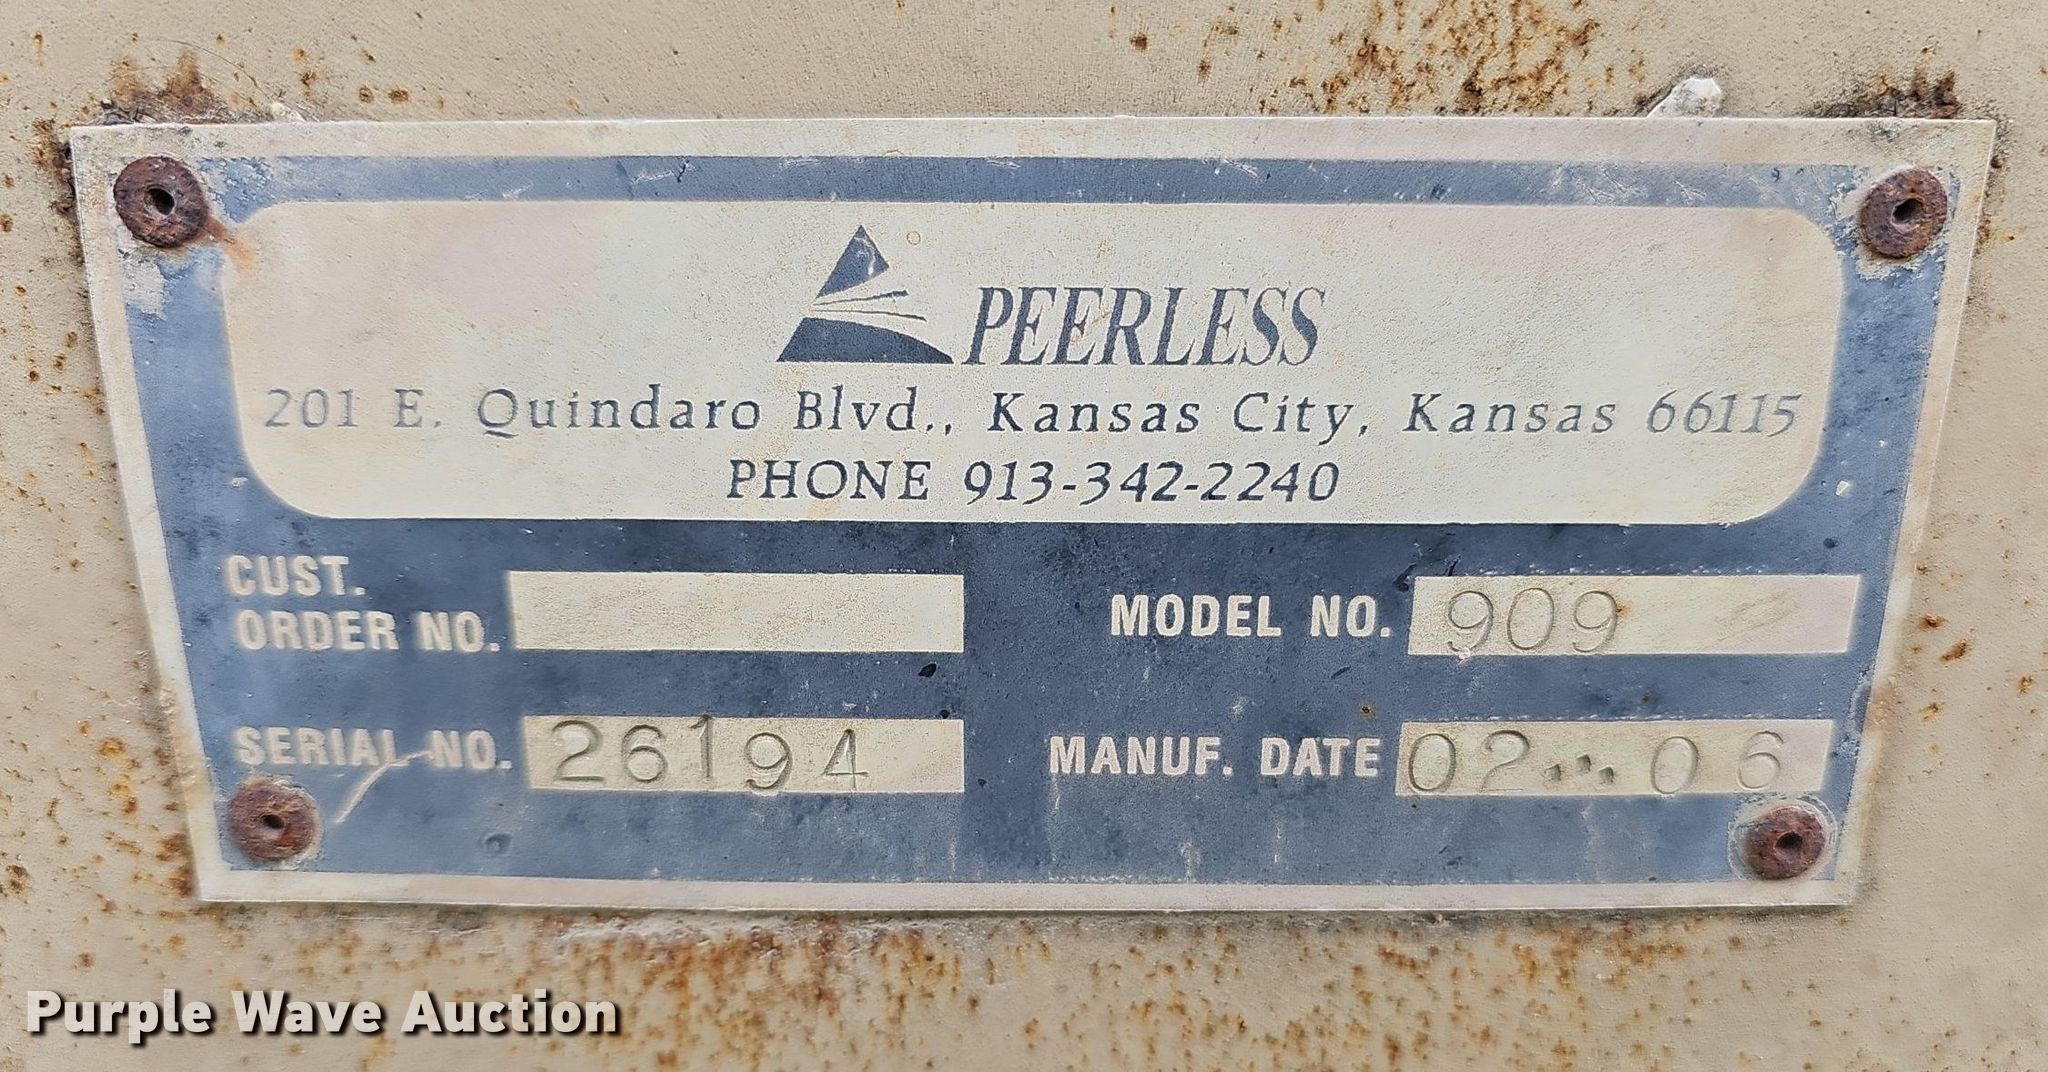 PEERLESS
201 E. Quindaro Blvd., Kansas City, Kansas 66115
PHONE 913-342-2240
CUST.
ORDER NO.
MODEL NO. 909
SERIAL NO. 26194
MANUF. DATE 02 06
Purple Wave Auction